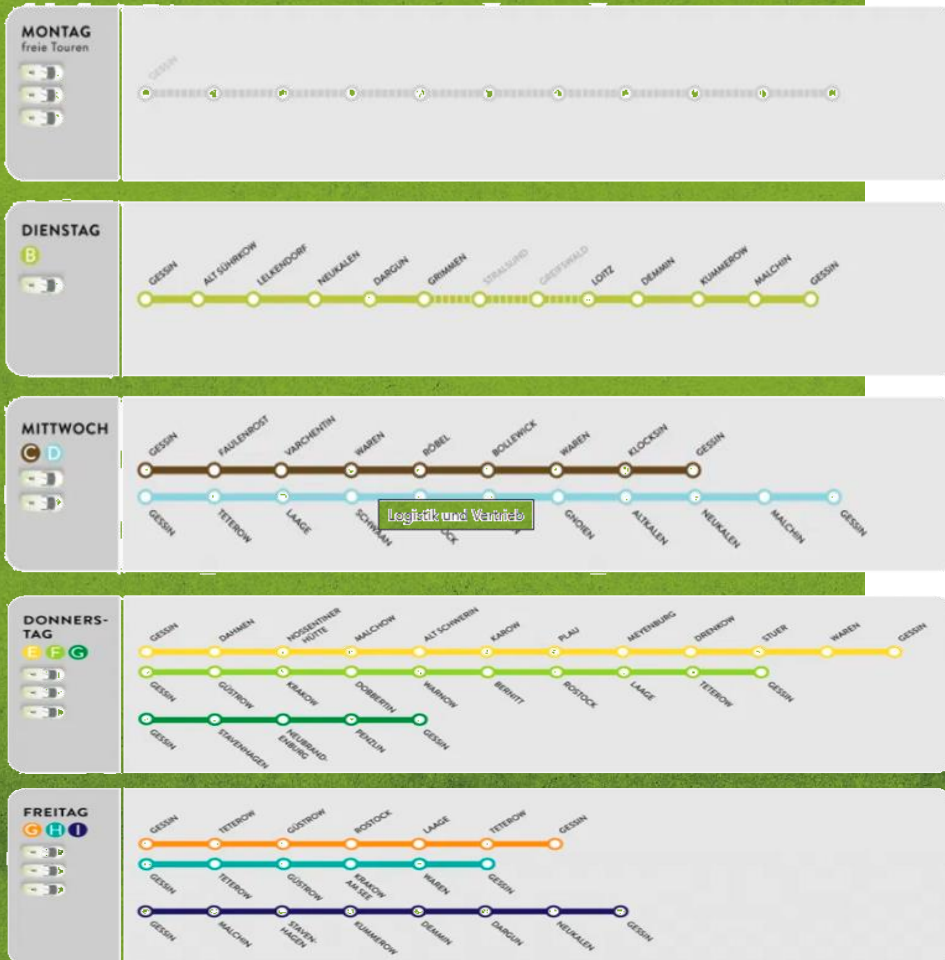 MONTAG
freie Touren
GESSIN
DIENSTAG
B
GESSIN
ALT SÜHRKOW
LELKENDORF
NEUKALEN
DARGUN
GRIMMEN
STRALSUND
GREIFSWALD
LOITZ
DEMMIN
KUMMEROW
MALCHIN
GESSIN
MITTWOCH
C D
GESSIN
FAULENROST
VARCHENTIN
WAREN
RÖBEL
BOLLEWICK
WAREN
KLOCKSIN
GESSIN
Logistik und Vertrieb
GESSIN
TETEROW
LAAGE
SCHWAAN
GNOIEN
ALTKALEN
NEUKALEN
MALCHIN
GESSIN
DONNERS-
TAG
E F G
GESSIN
DAHMEN
NOSSENTINER
HÜTTE
MALCHOW
ALT SCHWERIN
KAROW
PLAU
MEYENBURG
DRENKOW
STUER
WAREN
GESSIN
GESSIN
GÜSTROW
KRAKOW
DOBBERTIN
WARNOW
BERNITT
ROSTOCK
LAAGE
TETEROW
GESSIN
GESSIN
STAVENHAGEN
NEUBRAND-
ENBURG
PENZLIN
GESSIN
FREITAG
G H I
GESSIN
TETEROW
GÜSTROW
ROSTOCK
LAAGE
TETEROW
GESSIN
GESSIN
TETEROW
GÜSTROW
KRAKOW
AM SEE
WAREN
GESSIN
GESSIN
MALCHIN
STAVEN-
HAGEN
KUMMEROW
DEMMIN
DARGUN
NEUKALEN
GESSIN